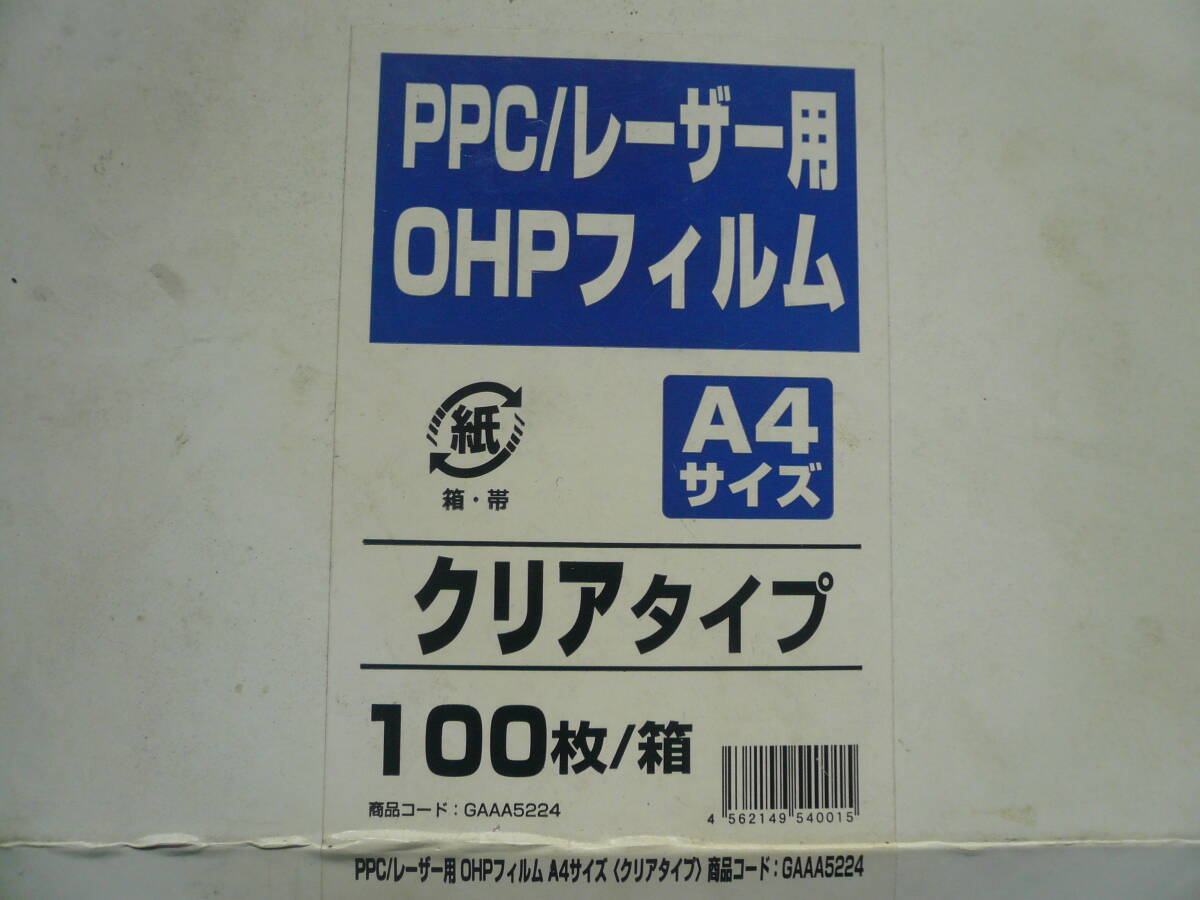 PPC/レーザー用
OHPフィルム
紙
箱・帯
A4
サイズ
クリアタイプ
100枚/箱
商品コード：GAAA5224
4 562149 540015
PPC/レーザー用 OHPフィルム A4サイズ〈クリアタイプ〉商品コード：GAAA5224